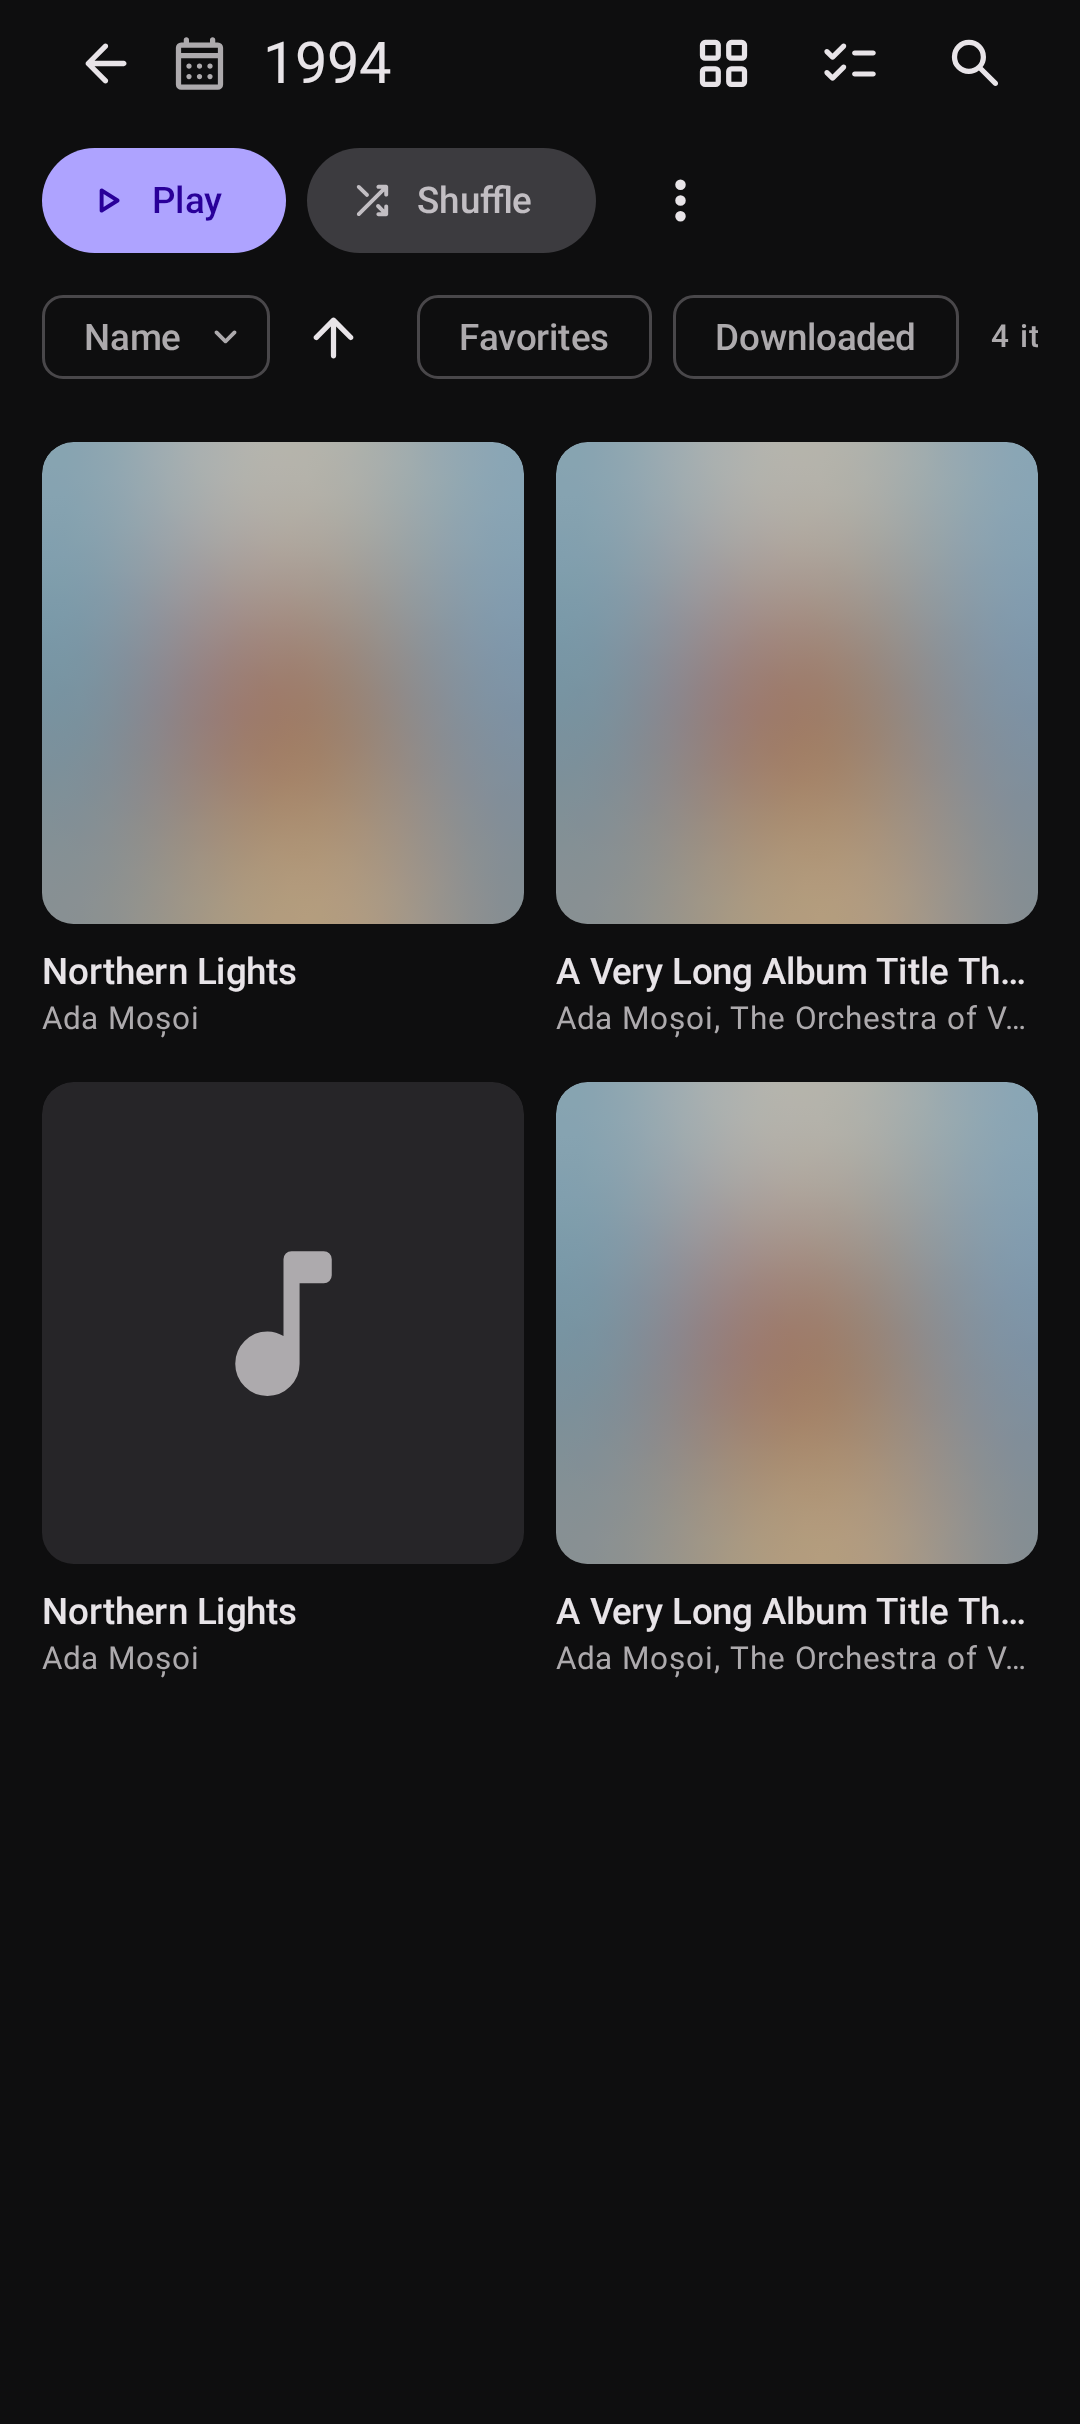 1994
Play
Shuffle
Name
Favorites
Downloaded
4 it
Northern Lights
Ada Moșoi
A Very Long Album Title Th...
Ada Moșoi, The Orchestra of V...
Northern Lights
Ada Moșoi
A Very Long Album Title Th...
Ada Moșoi, The Orchestra of V...